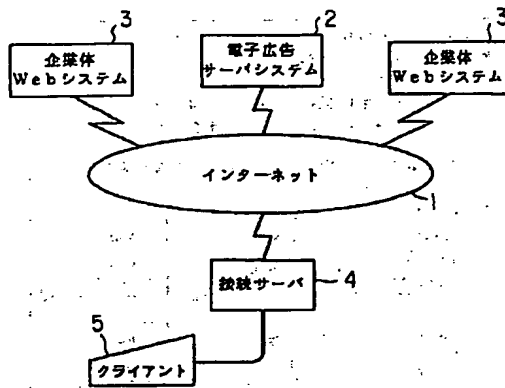 3
企業体
Webシステム
2
電子広告
サーバシステム
3
企業体
Webシステム
インターネット
1
接続サーバ
4
5
クライアント